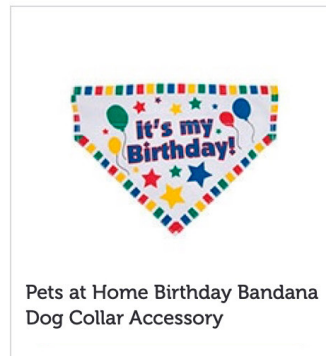 it's my
Birthday!
Pets at Home Birthday Bandana
Dog Collar Accessory